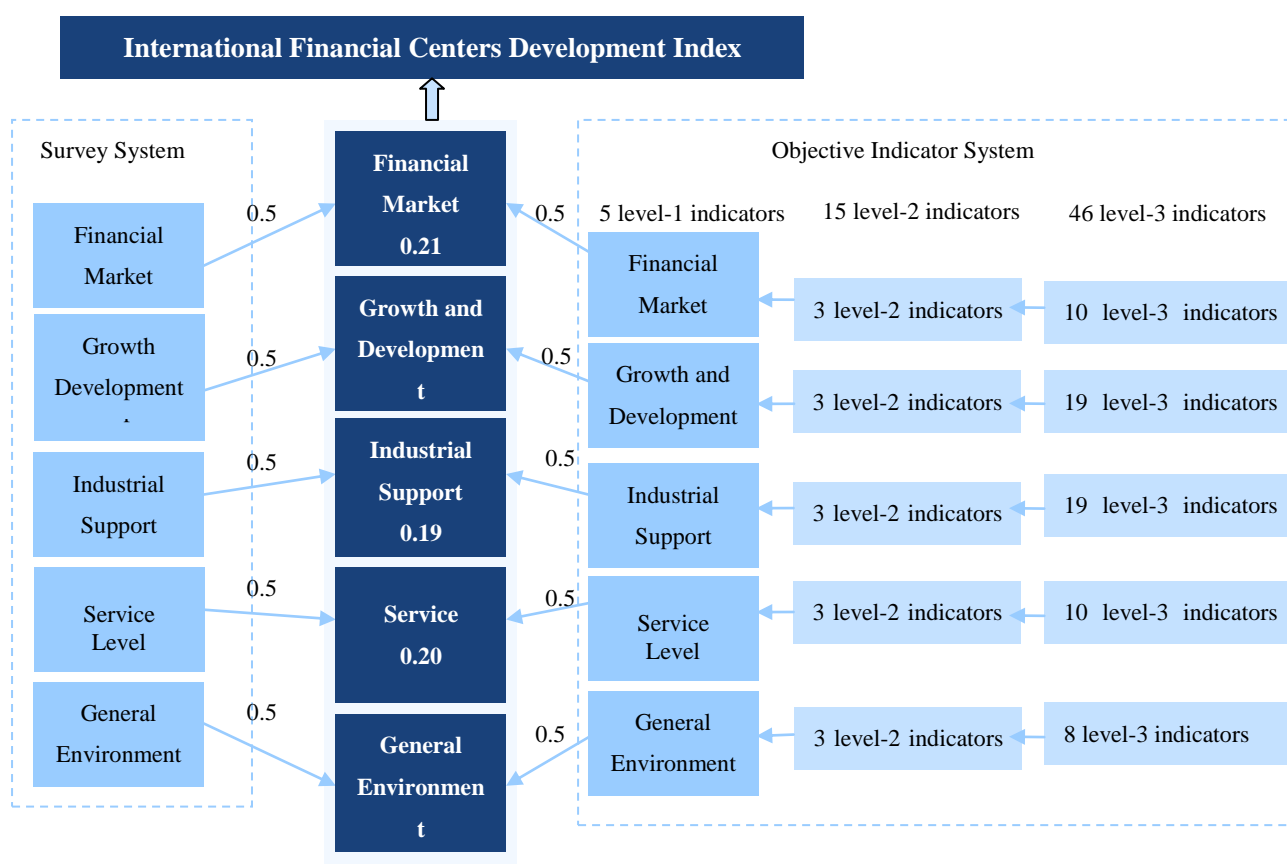 International Financial Centers Development Index
Survey System
Financial
Market
Growth
Development
Industrial
Support
Service
Level
General
Environment
0.5
0.5
0.5
0.5
0.5
Financial
Market
0.21
Growth and
Developmen
t
Industrial
Support
0.19
Service
0.20
General
Environmen
t
0.5
0.5
0.5
0.5
0.5
Objective Indicator System
5 level-1 indicators
15 level-2 indicators
46 level-3 indicators
Financial
Market
3 level-2 indicators
10 level-3 indicators
Growth and
Development
3 level-2 indicators
19 level-3 indicators
Industrial
Support
3 level-2 indicators
19 level-3 indicators
Service
Level
3 level-2 indicators
10 level-3 indicators
General
Environment
3 level-2 indicators
8 level-3 indicators